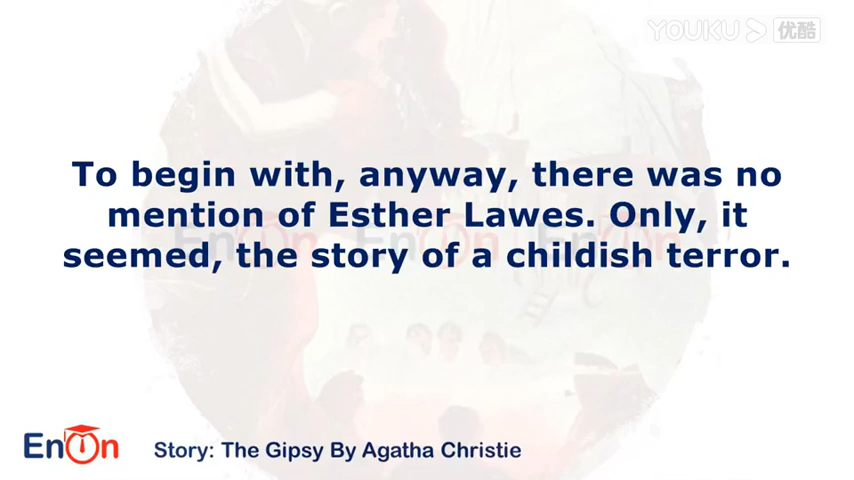 YOUKU 优酷
To begin with, anyway, there was no
mention of Esther Lawes. Only, it
seemed, the story of a childish terror.
EnOn
Story: The Gipsy By Agatha Christie